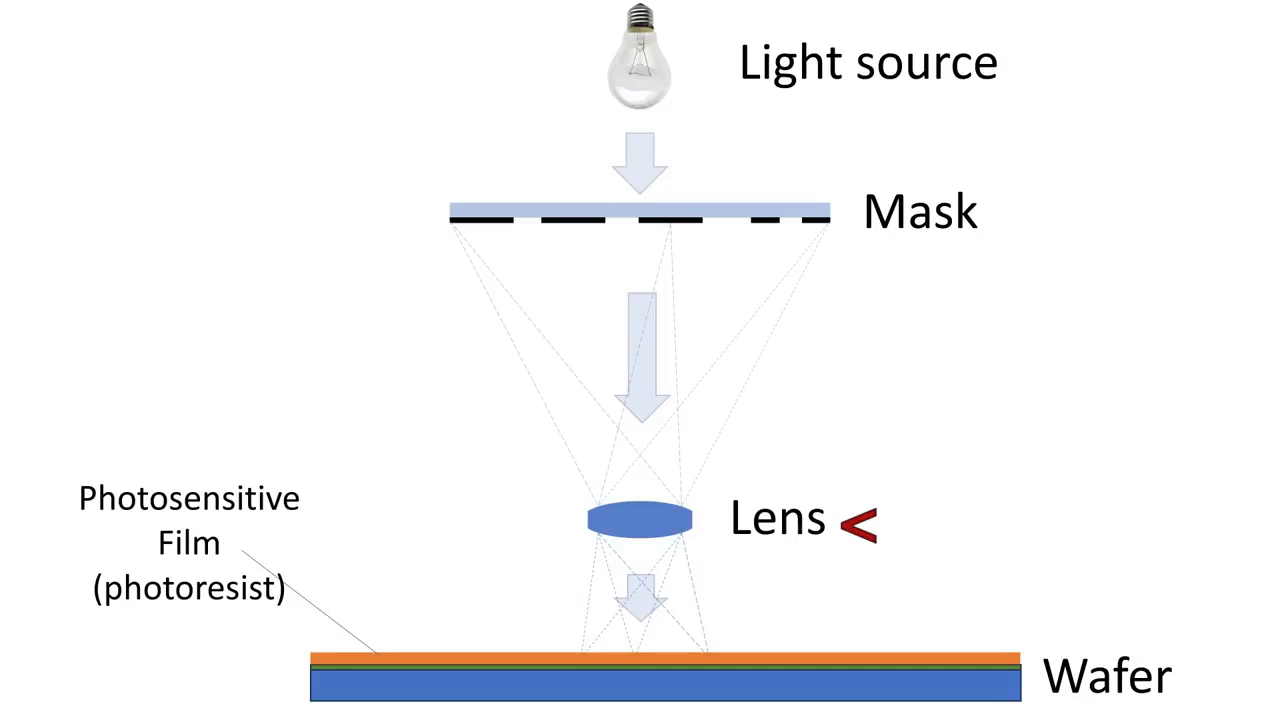 Light source
Mask
Photosensitive
Film
(photoresist)
Lens <
Wafer